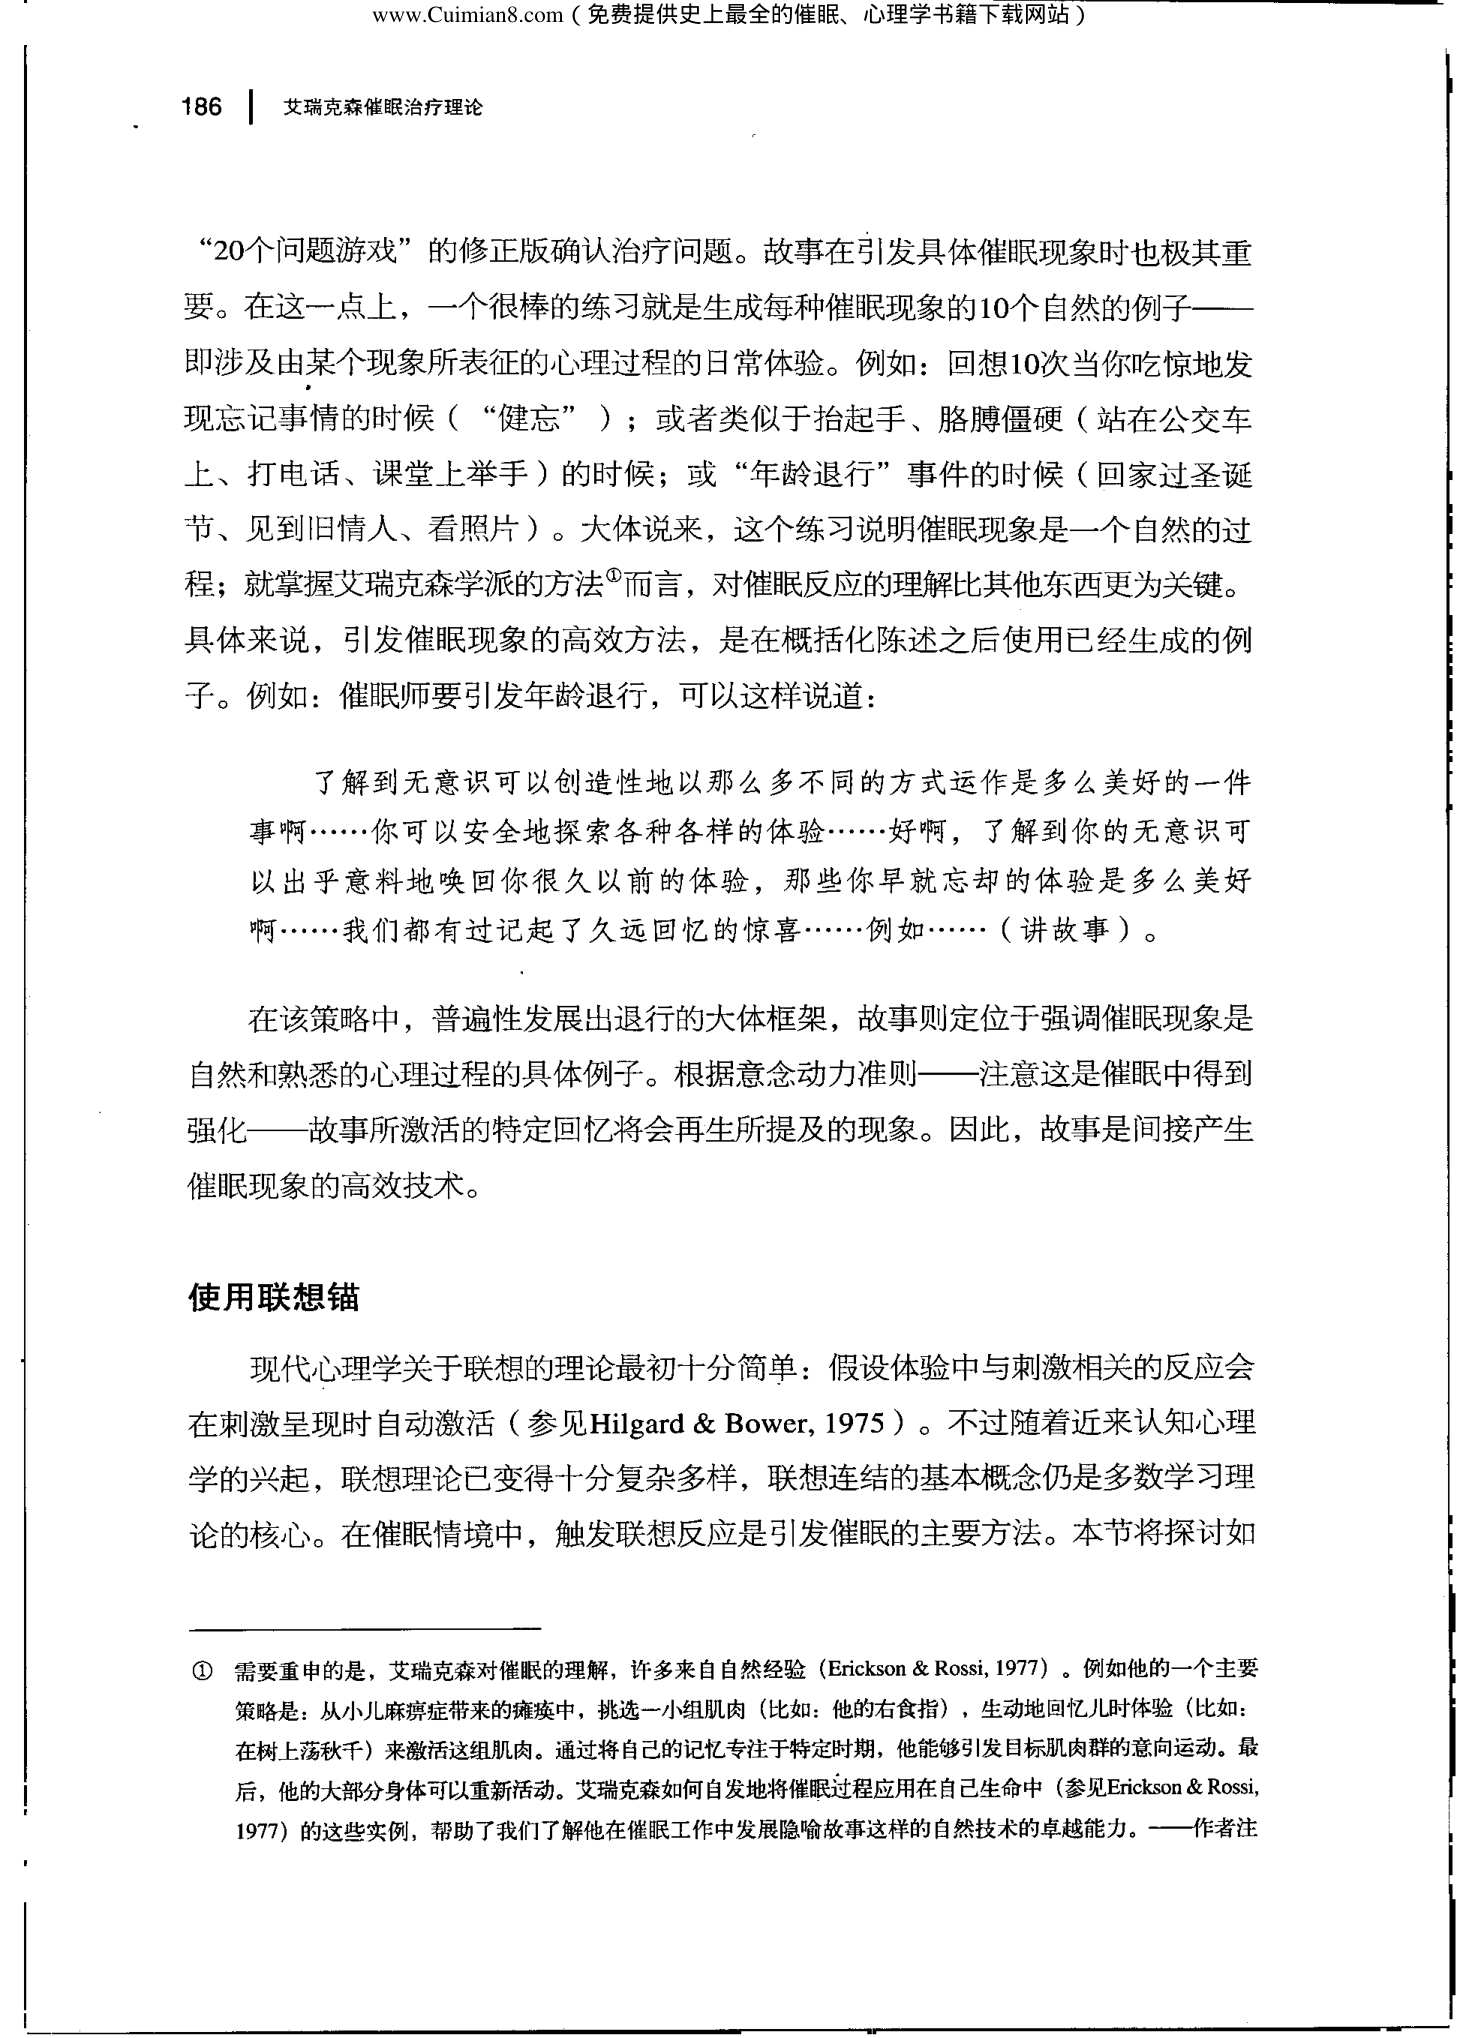 www.Cuimian8.com（免费提供史上最全的催眠、心理学书籍下载网站）
186 艾瑞克森催眠治疗理论
“20个问题游戏”的修正版确认治疗问题。故事在引发具体催眠现象时也极其重
要。在这一点上，一个很棒的练习就是生成每种催眠现象的10个自然的例子——
即涉及由某个现象所表征的心理过程的日常体验。例如：回想10次当你吃惊地发
现忘记事情的时候（“健忘”）；或者类似于抬起手、胳膊僵硬（站在公交车
上、打电话、课堂上举手）的时候；或“年龄退行”事件的时候（回家过圣诞
节、见到旧情人、看照片）。大体说来，这个练习说明催眠现象是一个自然的过
程；就掌握艾瑞克森学派的方法①而言，对催眠反应的理解比其他东西更为关键。
具体来说，引发催眠现象的高效方法，是在概括化陈述之后使用已经生成的例
子。例如：催眠师要引发年龄退行，可以这样说道：
了解到无意识可以创造性地以那么多不同的方式运作是多么美好的一件
事啊……你可以安全地探索各种各样的体验……好啊，了解到你的无意识可
以出乎意料地唤回你很久以前的体验，那些你早就忘却的体验是多么美好
啊……我们都有过记起了久远回忆的惊喜……例如……（讲故事）。
在该策略中，普遍性发展出退行的大体框架，故事则定位于强调催眠现象是
自然和熟悉的心理过程的具体例子。根据意念动力准则——注意这是催眠中得到
强化——故事所激活的特定回忆将会再生所提及的现象。因此，故事是间接产生
催眠现象的高效技术。
使用联想锚
现代心理学关于联想的理论最初十分简单：假设体验中与刺激相关的反应会
在刺激呈现时自动激活（参见Hilgard & Bower, 1975）。不过随着近来认知心理
学的兴起，联想理论已变得十分复杂多样，联想连结的基本概念仍是多数学习理
论的核心。在催眠情境中，触发联想反应是引发催眠的主要方法。本节将探讨如
① 需要重申的是，艾瑞克森对催眠的理解，许多来自自然经验（Erickson & Rossi, 1977）。例如他的一个主要
策略是：从小儿麻痹症带来的瘫痪中，挑选一小组肌肉（比如：他的右食指），生动地回忆儿时体验（比如：
在树上荡秋千）来激活这组肌肉。通过将自己的记忆专注于特定时期，他能够引发目标肌肉群的意向运动。最
后，他的大部分身体可以重新活动。艾瑞克森如何自发地将催眠过程应用在自己生命中（参见Erickson & Rossi,
1977）的这些实例，帮助了我们了解他在催眠工作中发展隐喻故事这样的自然技术的卓越能力。——作者注